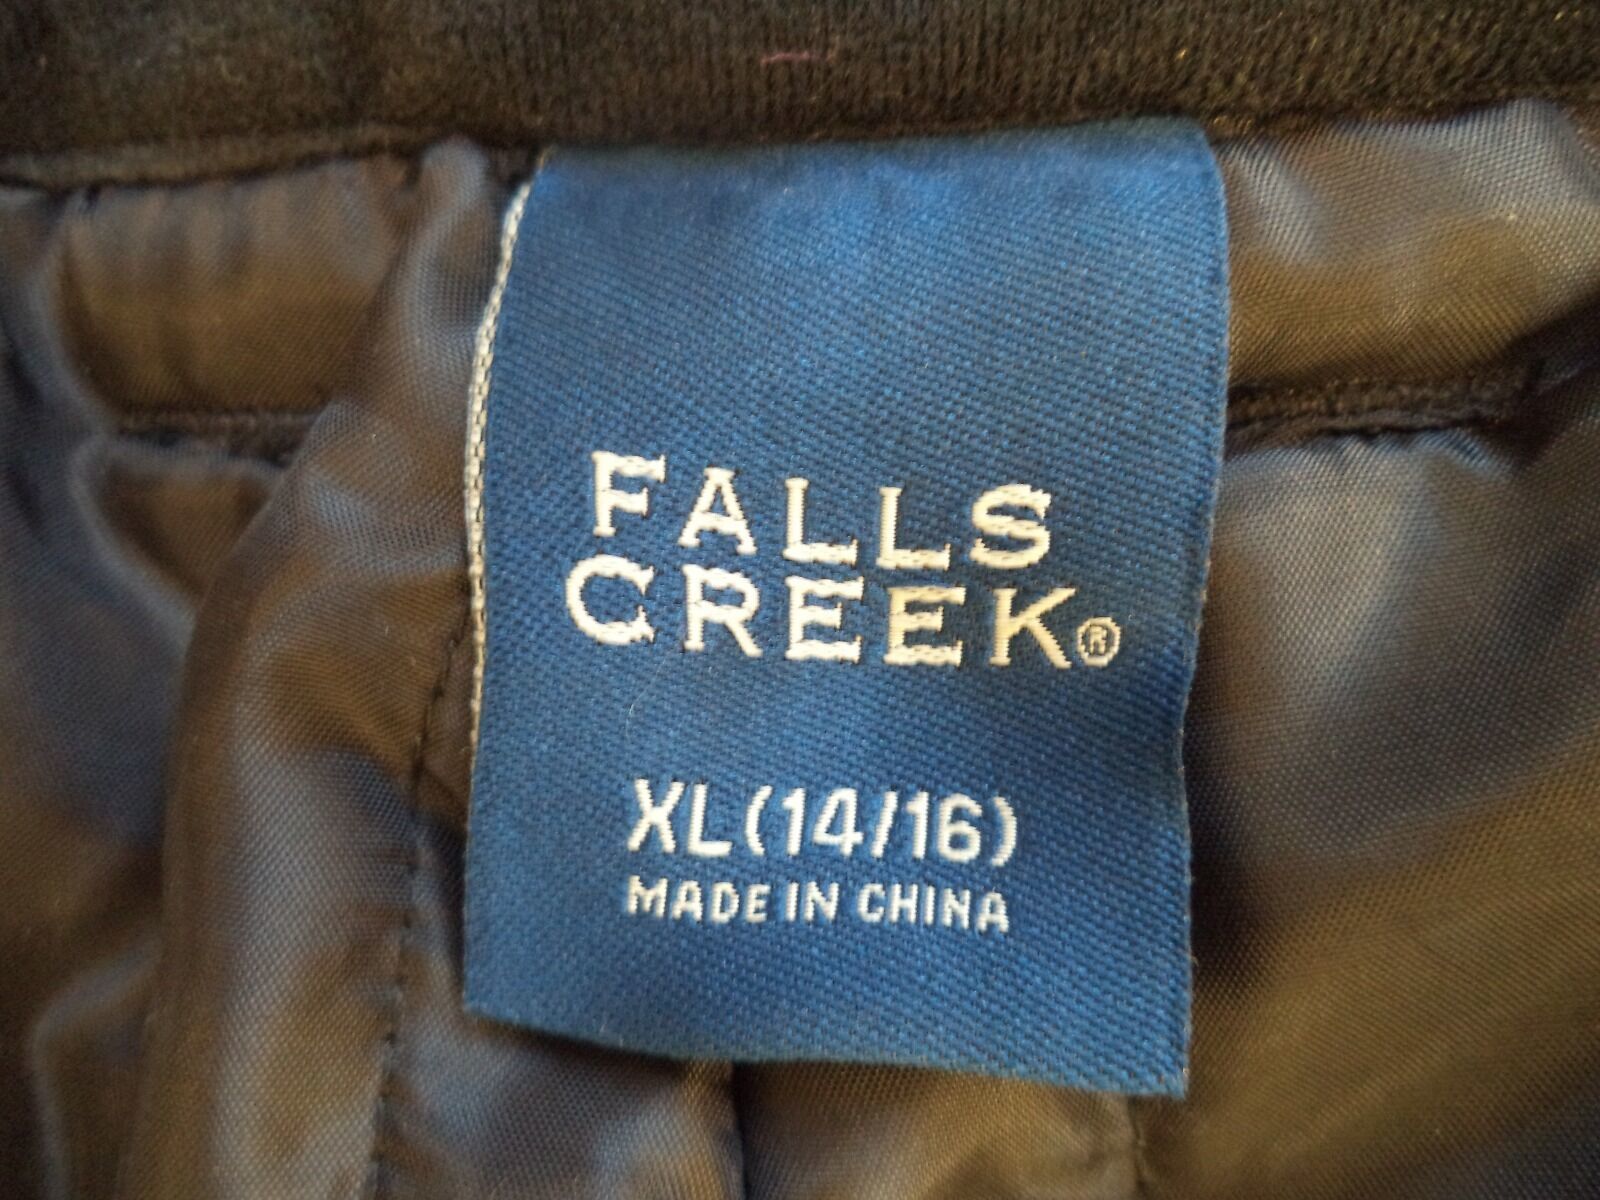 FALLS
CREEK®
XL(14/16)
MADE IN CHINA